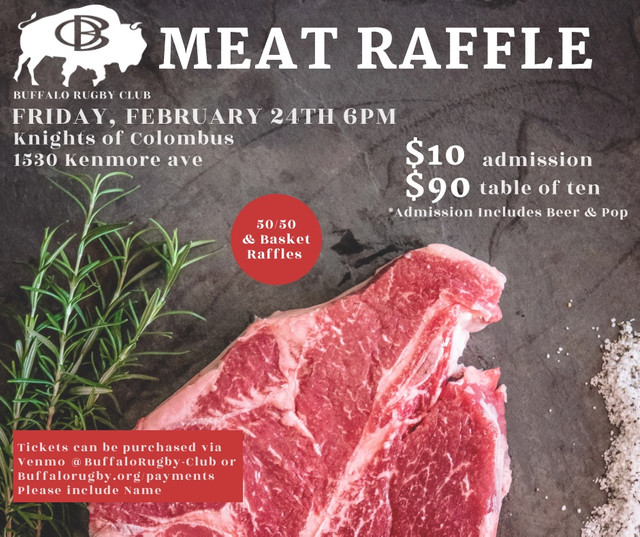 CB
MEAT RAFFLE
BUFFALO RUGBY CLUB
FRIDAY, FEBRUARY 24TH 6PM
Knights of Colombus
1530 Kenmore ave
$10 admission
$90 table of ten
*Admission Includes Beer & Pop
50/50
& Basket
Raffles
Tickets can be purchased via
Venmo @BuffaloRugby-Club or
Buffalorugby.org/payments
Please include Name